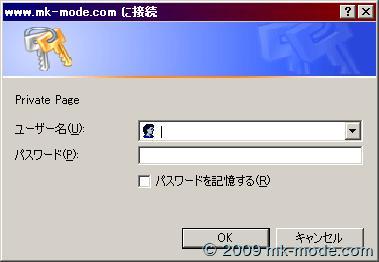 www.mk-mode.com に接続
Private Page
ユーザー名(U):
パスワード(P):
パスワードを記憶する(R)
OK
キャンセル
© 2009 mk-mode.com